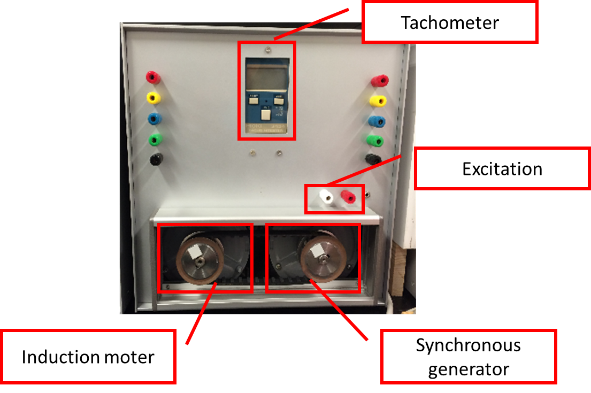 Tachometer
Excitation
Induction moter
Synchronous
generator